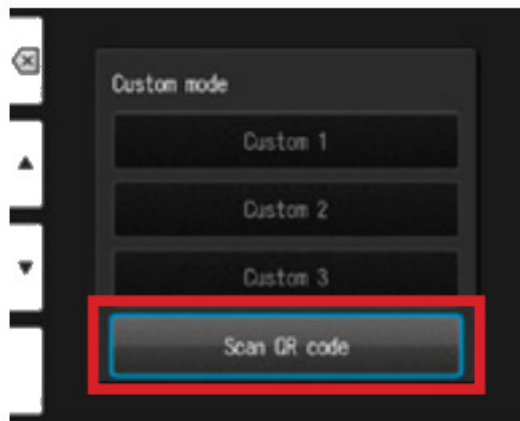 Custom mode
Custom 1
Custom 2
Custom 3
Scan QR code